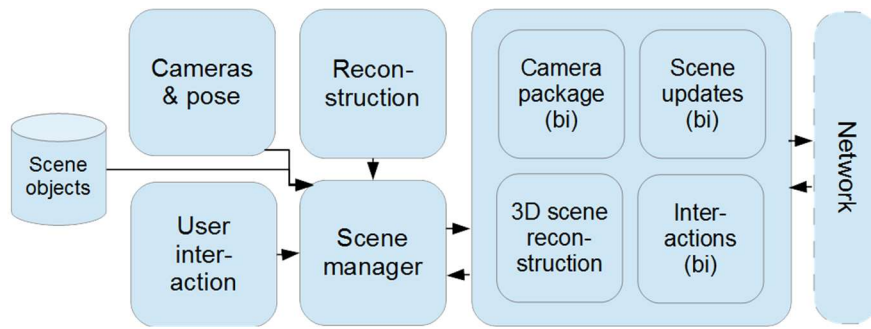 Cameras
& pose
Recon-
struction
Camera
package
(bi)
Scene
updates
(bi)
Scene
objects
User
inter-
action
Scene
manager
3D scene
recon-
struction
Inter-
actions
(bi)
Network